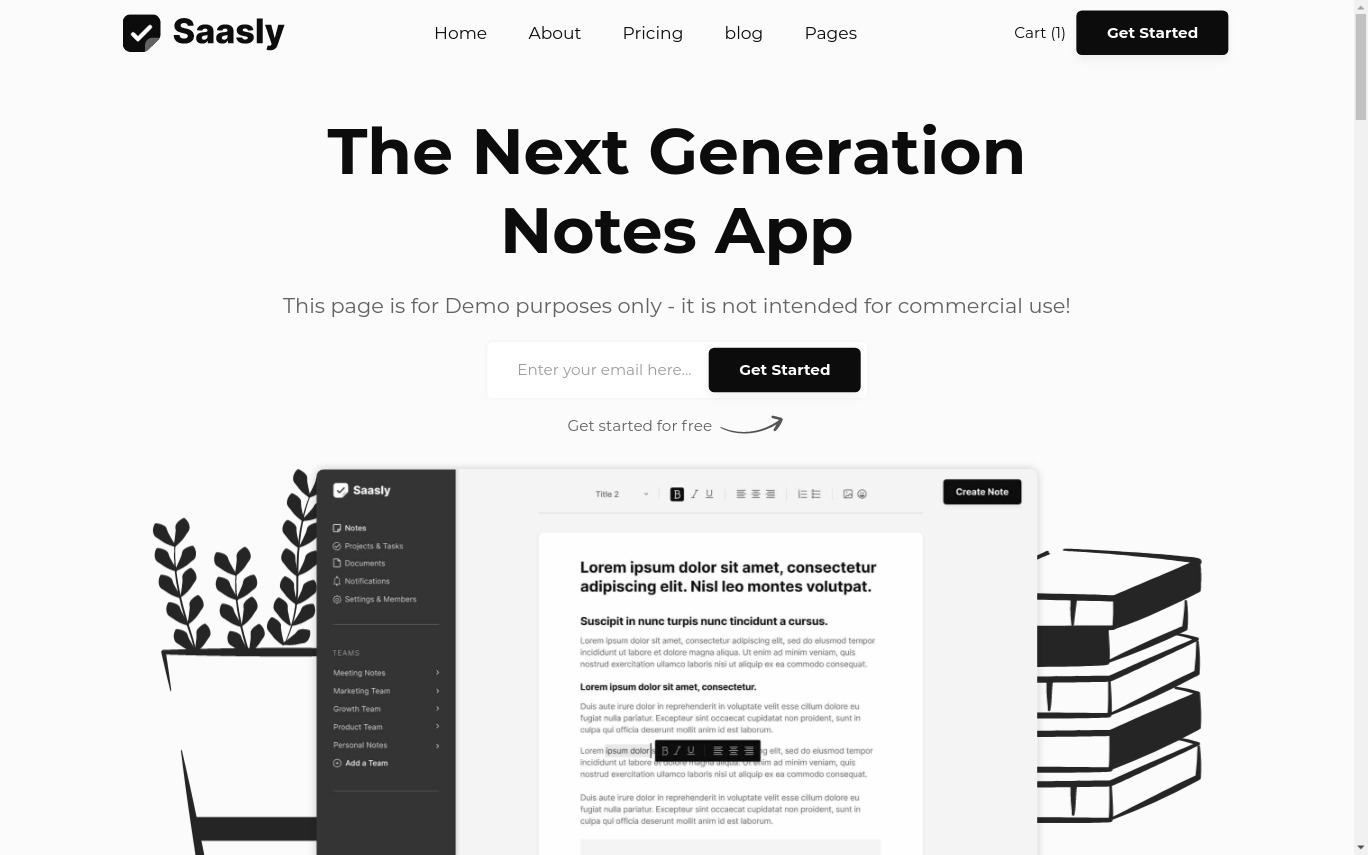 Saasly
Home
About
Pricing
blog
Pages
Cart (1)
Get Started
The Next Generation
Notes App
This page is for Demo purposes only - it is not intended for commercial use!
Enter your email here...
Get Started
Get started for free
Saasly
Notes
Projects & Tasks
Documents
Notifications
Settings & Members
TEAMS
Meeting Notes
Marketing Team
Growth Team
Product Team
Personal Notes
Add a Team
Title 2
B I U
Create Note
Lorem ipsum dolor sit amet, consectetur
adipiscing elit. Nisl leo montes volutpat.
Suscipit in nunc turpis nunc tincidunt a cursus.
Lorem ipsum dolor sit amet, consectetur adipiscing elit, sed do eiusmod tempor
incididunt ut labore et dolore magna aliqua. Ut enim ad minim veniam, quis
nostrud exercitation ullamco laboris nisi ut aliquip ex ea commodo consequat.
Lorem ipsum dolor sit amet, consectetur.
Duis aute irure dolor in reprehenderit in voluptate velit esse cillum dolore eu
fugiat nulla pariatur. Excepteur sint occaecat cupidatat non proident, sunt in
culpa qui officia deserunt mollit anim id est laborum.
Lorem ipsum dolor s B I U ng elit, sed do eiusmod tempor
incididunt ut labore et dolore magna aliqua. Ut enim ad minim veniam, quis
nostrud exercitation ullamco laboris nisi ut aliquip ex ea commodo consequat.
Duis aute irure dolor in reprehenderit in voluptate velit esse cillum dolore eu
fugiat nulla pariatur. Excepteur sint occaecat cupidatat non proident, sunt in
culpa qui officia deserunt mollit anim id est laborum.